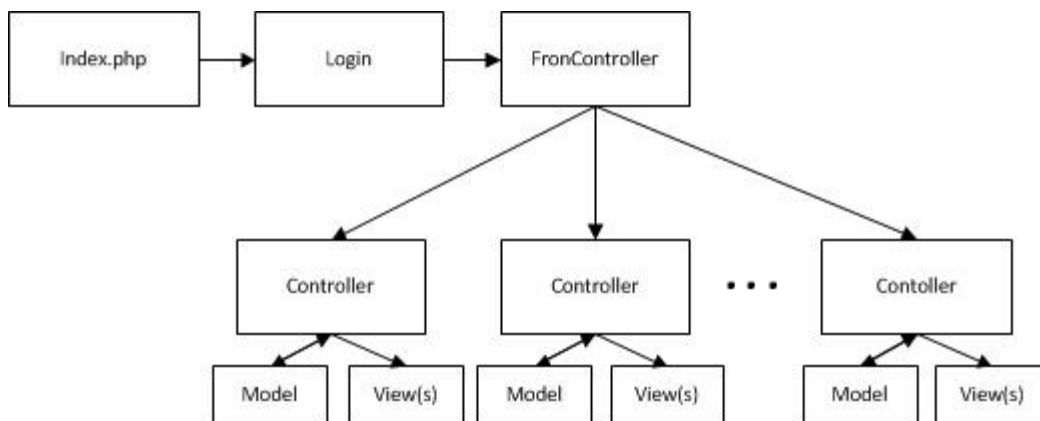 Index.php
Login
FronController
Controller
Controller
Contoller
Model
View(s)
Model
View(s)
Model
View(s)